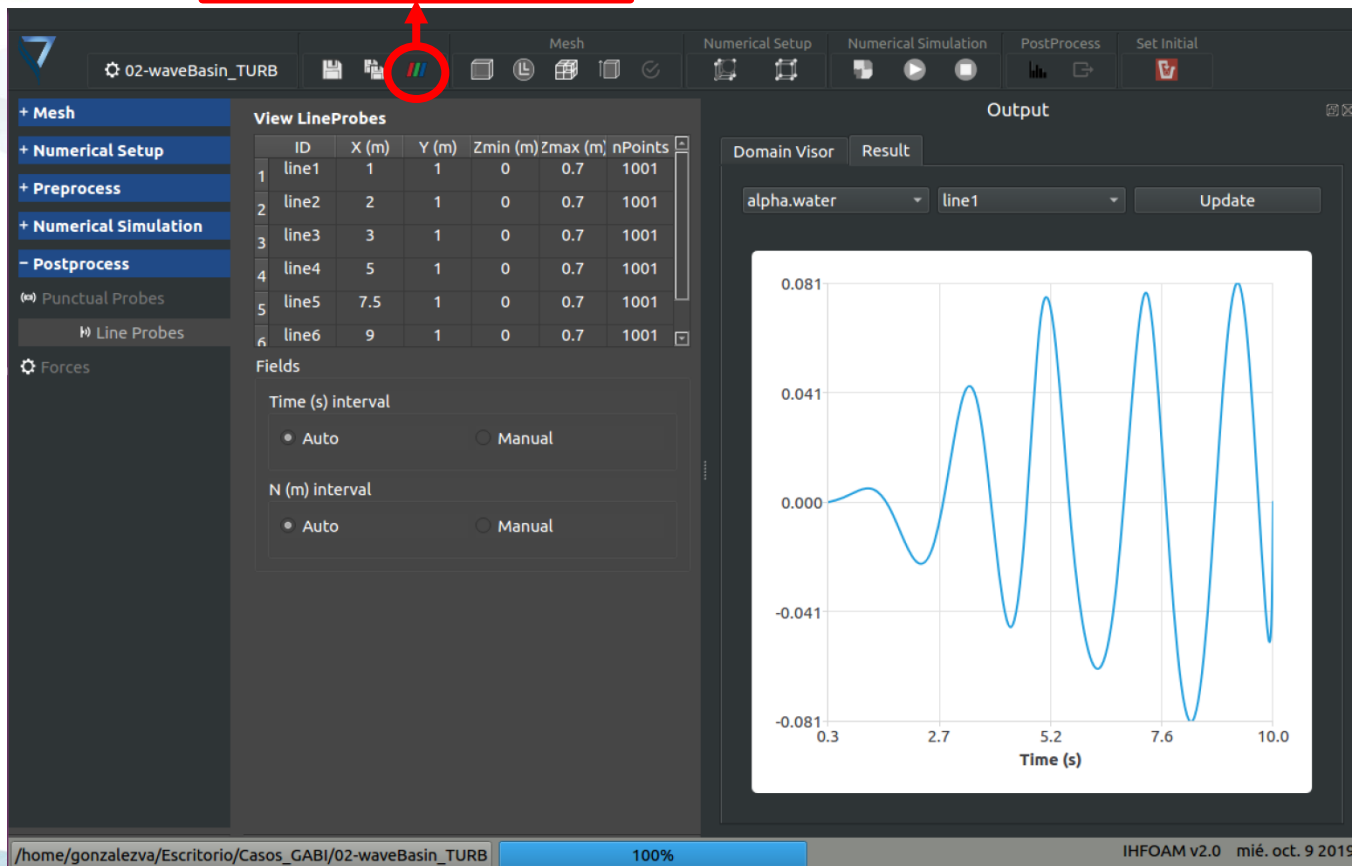 Mesh
Numerical Setup
Numerical Simulation
PostProcess
Set Initial
02-waveBasin_TURB
+ Mesh
+ Numerical Setup
+ Preprocess
+ Numerical Simulation
− Postprocess
Punctual Probes
Line Probes
Forces
View LineProbes
ID X (m) Y (m) Zmin (m) Zmax (m) nPoints
1 line1 1 1 0 0.7 1001
2 line2 2 1 0 0.7 1001
3 line3 3 1 0 0.7 1001
4 line4 5 1 0 0.7 1001
5 line5 7.5 1 0 0.7 1001
6 line6 9 1 0 0.7 1001
Fields
Time (s) interval
Auto Manual
N (m) interval
Auto Manual
Output
Domain Visor Result
alpha.water line1 Update
0.081
0.041
0.000
-0.041
-0.081
0.3 2.7 5.2 7.6 10.0
Time (s)
/home/gonzalezva/Escritorio/Casos_GABI/02-waveBasin_TURB 100% IHFOAM v2.0 mié. oct. 9 2019